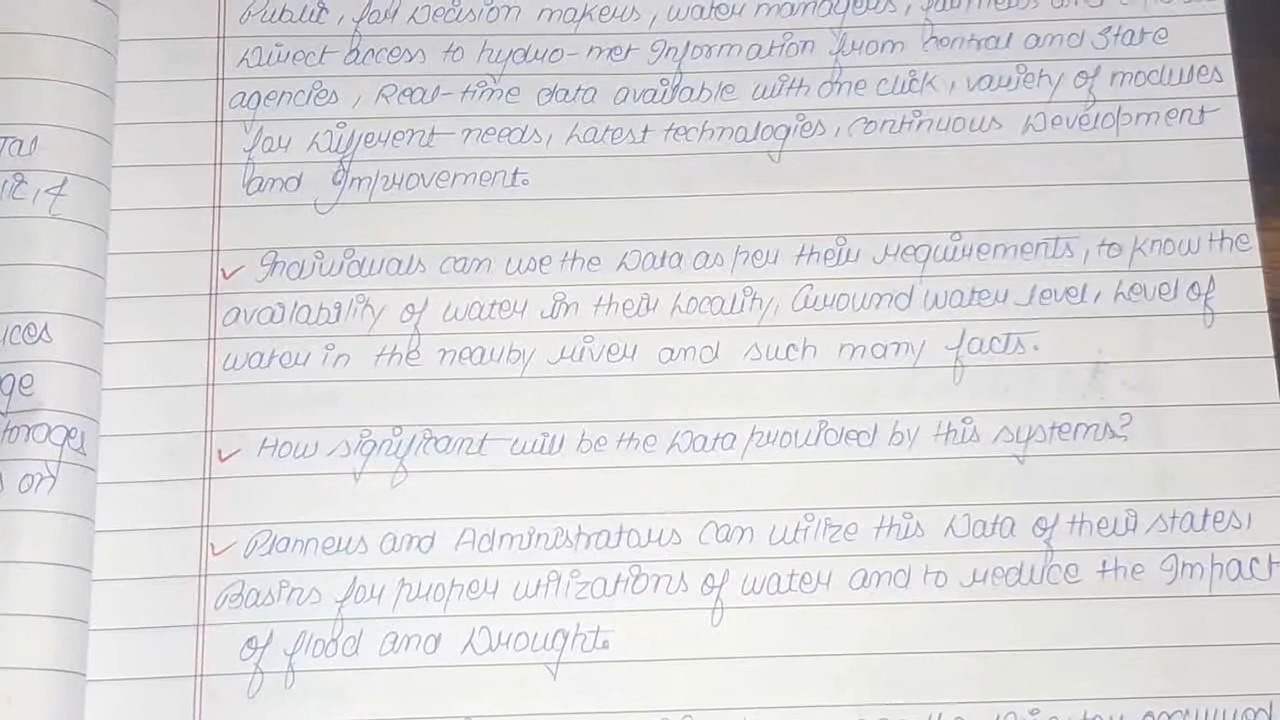 Public, for Decision makers, water managers,
Direct access to hydro-met Information from Central and State
agencies, Real-time data available with one click, variety of modules
for Different needs, Latest technologies, continuous Development
and Improvement.
Individuals can use the Data as per their requirements, to know the
availability of water in their Locality, Ground water level, Level of
water in the nearby river and such many facts.
How significant will be the Data provided by this systems?
Planners and Administrators can utilize this Data of their states,
Basins for proper utilizations of water and to reduce the Impact
of flood and Drought.
ices
ge
torages
on